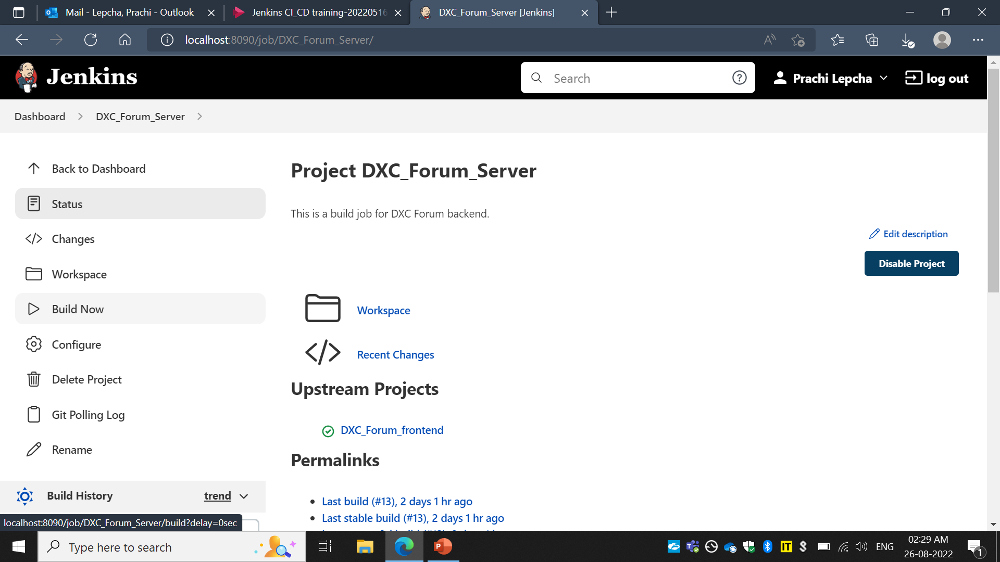 Mail - Lepcha, Prachi - Outlook
Jenkins CI_CD training-20220516
DXC_Forum_Server [Jenkins]
localhost:8090/job/DXC_Forum_Server/
Jenkins
Search
Prachi Lepcha
log out
Dashboard
DXC_Forum_Server
Back to Dashboard
Status
Changes
Workspace
Build Now
Configure
Delete Project
Git Polling Log
Rename
Build History
trend
localhost:8090/job/DXC_Forum_Server/build?delay=0sec
Project DXC_Forum_Server
This is a build job for DXC Forum backend.
Edit description
Disable Project
Workspace
Recent Changes
Upstream Projects
DXC_Forum_frontend
Permalinks
Last build (#13), 2 days 1 hr ago
Last stable build (#13), 2 days 1 hr ago
Type here to search
IT
ENG
02:29 AM
26-08-2022
1